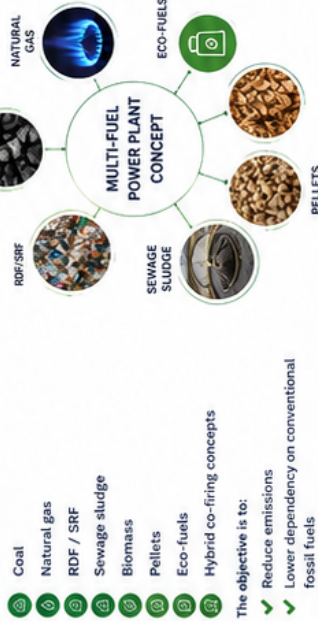 Coal
Natural gas
RDF / SRF
Sewage sludge
Biomass
Pellets
Eco-fuels
Hybrid co-firing concepts
The objective is to:
Reduce emissions
Lower dependency on conventional
fossil fuels
NATURAL
GAS
ECO-FUELS
RDF/SRF
MULTI-FUEL
POWER PLANT
CONCEPT
SEWAGE
SLUDGE
PELLETS